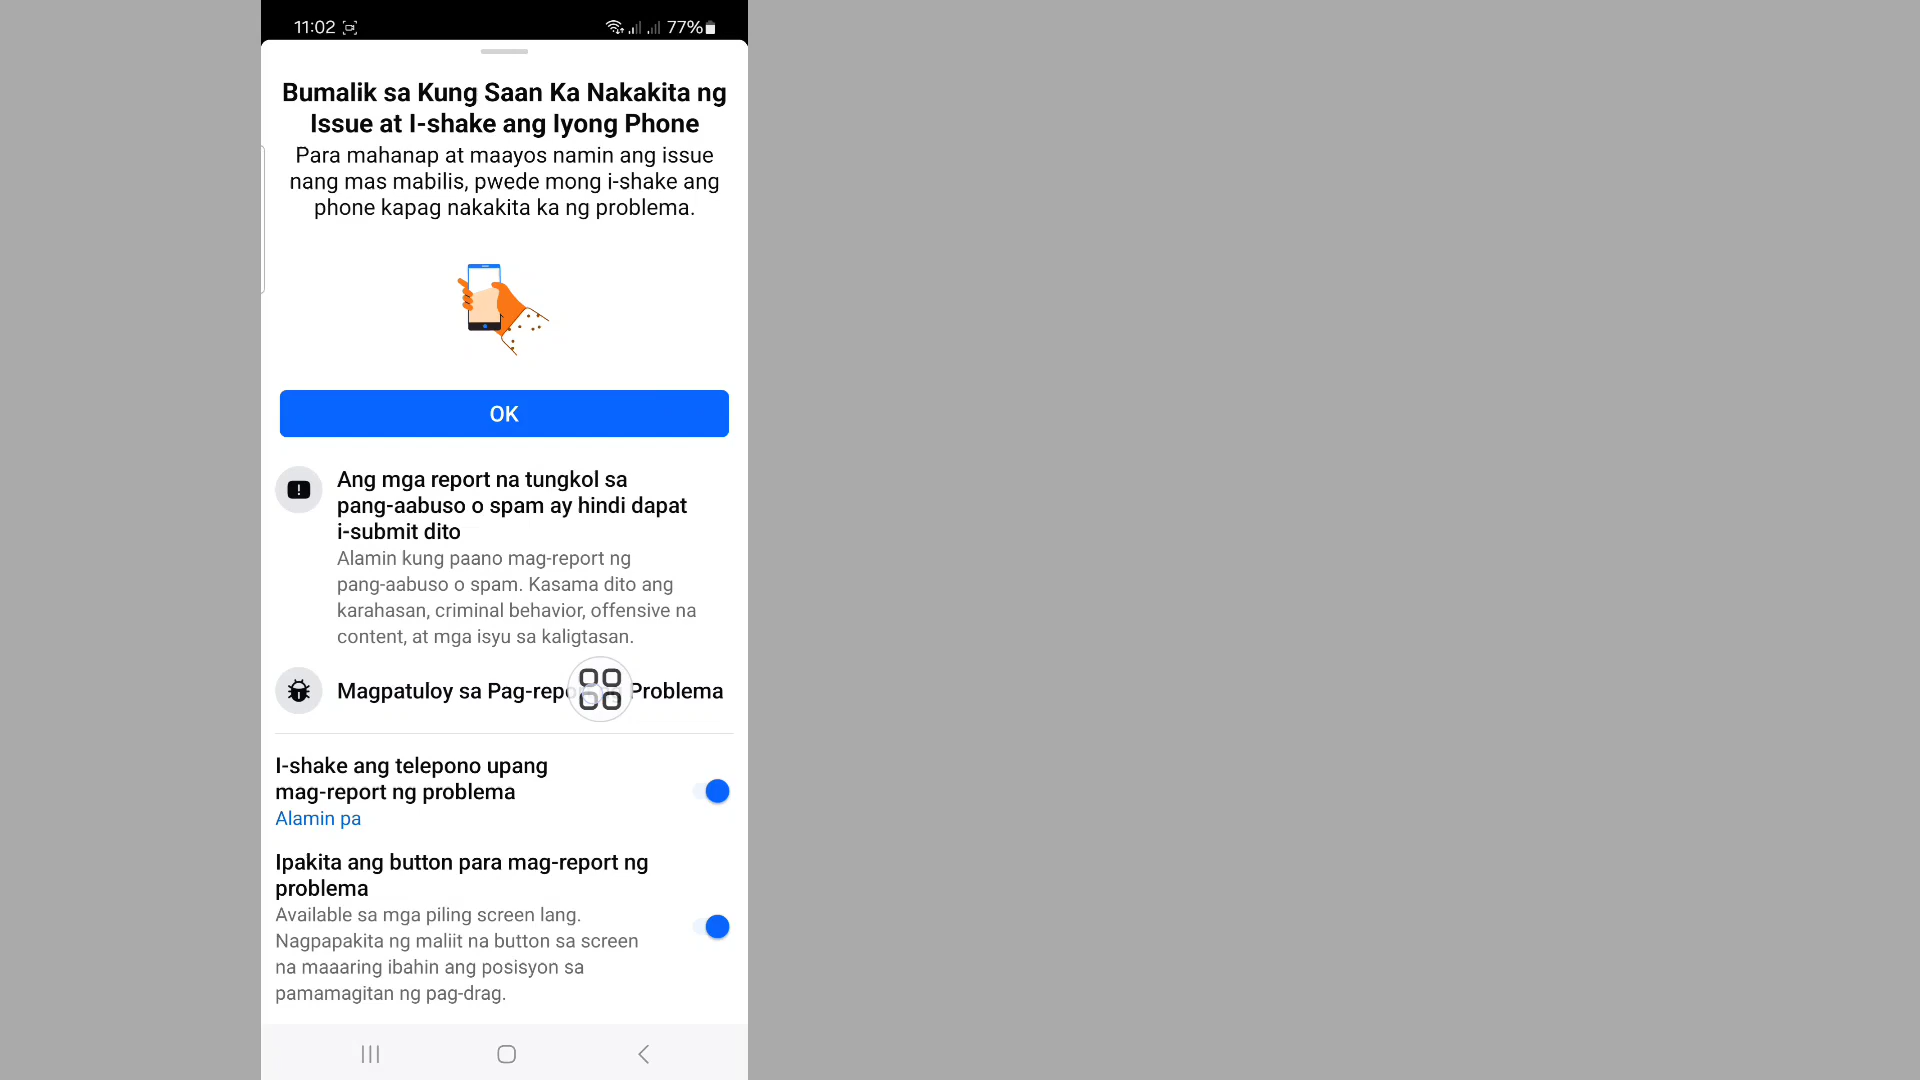 11:02
77%
Bumalik sa Kung Saan Ka Nakakita ng
Issue at I-shake ang Iyong Phone
Para mahanap at maayos namin ang issue
nang mas mabilis, pwede mong i-shake ang
phone kapag nakakita ka ng problema.
OK
Ang mga report na tungkol sa
pang-aabuso o spam ay hindi dapat
i-submit dito
Alamin kung paano mag-report ng
pang-aabuso o spam. Kasama dito ang
karahasan, criminal behavior, offensive na
content, at mga isyu sa kaligtasan.
Magpatuloy sa Problema
I-shake ang telepono upang
mag-report ng problema
Alamin pa
Ipakita ang button para mag-report ng
problema
Available sa mga piling screen lang.
Nagpapakita ng maliit na button sa screen
na maaaring ibahin ang posisyon sa
pamamagitan ng pag-drag.